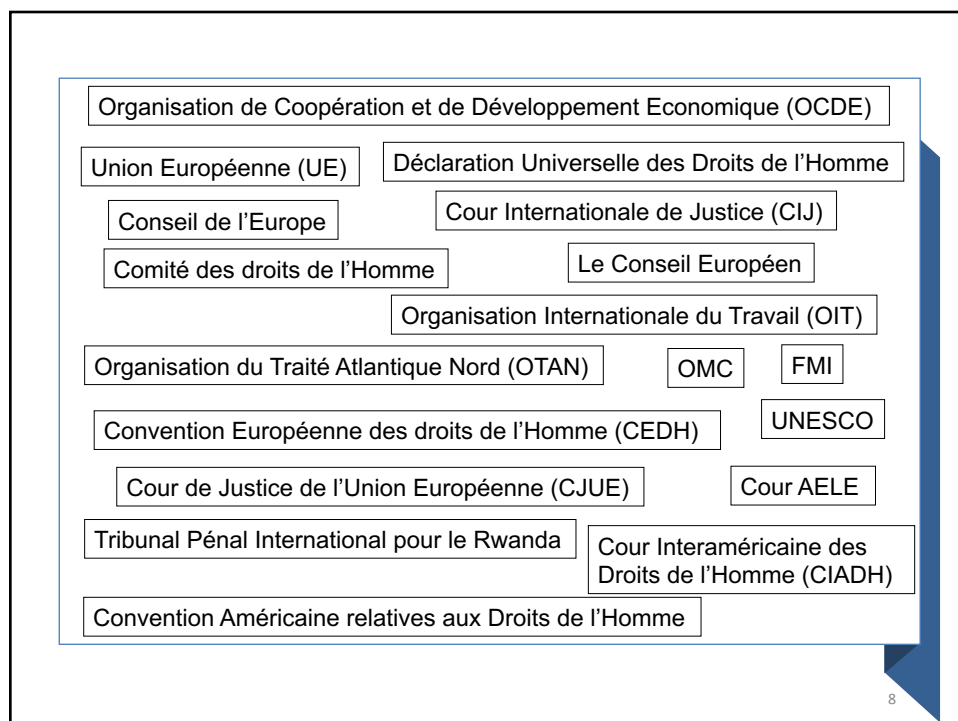 Organisation de Coopération et de Développement Economique (OCDE)
Union Européenne (UE)
Déclaration Universelle des Droits de l’Homme
Conseil de l’Europe
Cour Internationale de Justice (CIJ)
Comité des droits de l’Homme
Le Conseil Européen
Organisation Internationale du Travail (OIT)
Organisation du Traité Atlantique Nord (OTAN)
OMC
FMI
Convention Européenne des droits de l’Homme (CEDH)
UNESCO
Cour de Justice de l’Union Européenne (CJUE)
Cour AELE
Tribunal Pénal International pour le Rwanda
Cour Interaméricaine des
Droits de l’Homme (CIADH)
Convention Américaine relatives aux Droits de l’Homme
8